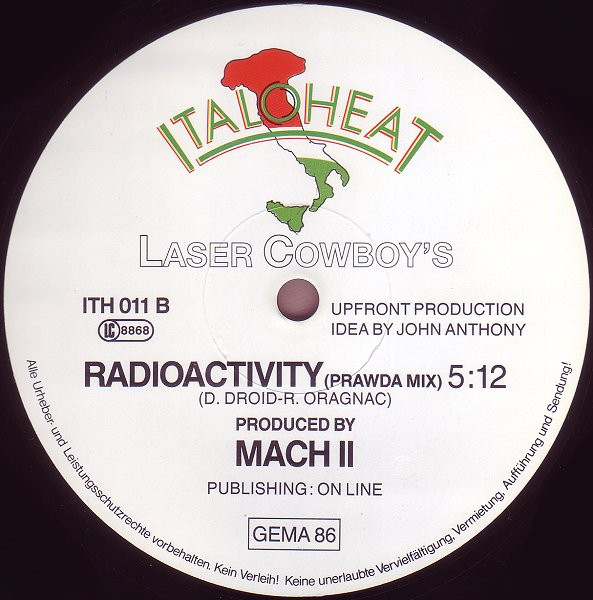 ITALOHEAT
LASER COWBOY'S
ITH 011 B
LC 8868
UPFRONT PRODUCTION
IDEA BY JOHN ANTHONY
RADIOACTIVITY (PRAWDA MIX) 5:12
(D. DROID-R. ORAGNAC)
PRODUCED BY
MACH II
PUBLISHING: ON LINE
GEMA 86
Alle Urheber- und Leistungsschutzrechte vorbehalten. Kein Verleih! Keine unerlaubte Vervielfältigung, Vermietung, Aufführung und Sendung!